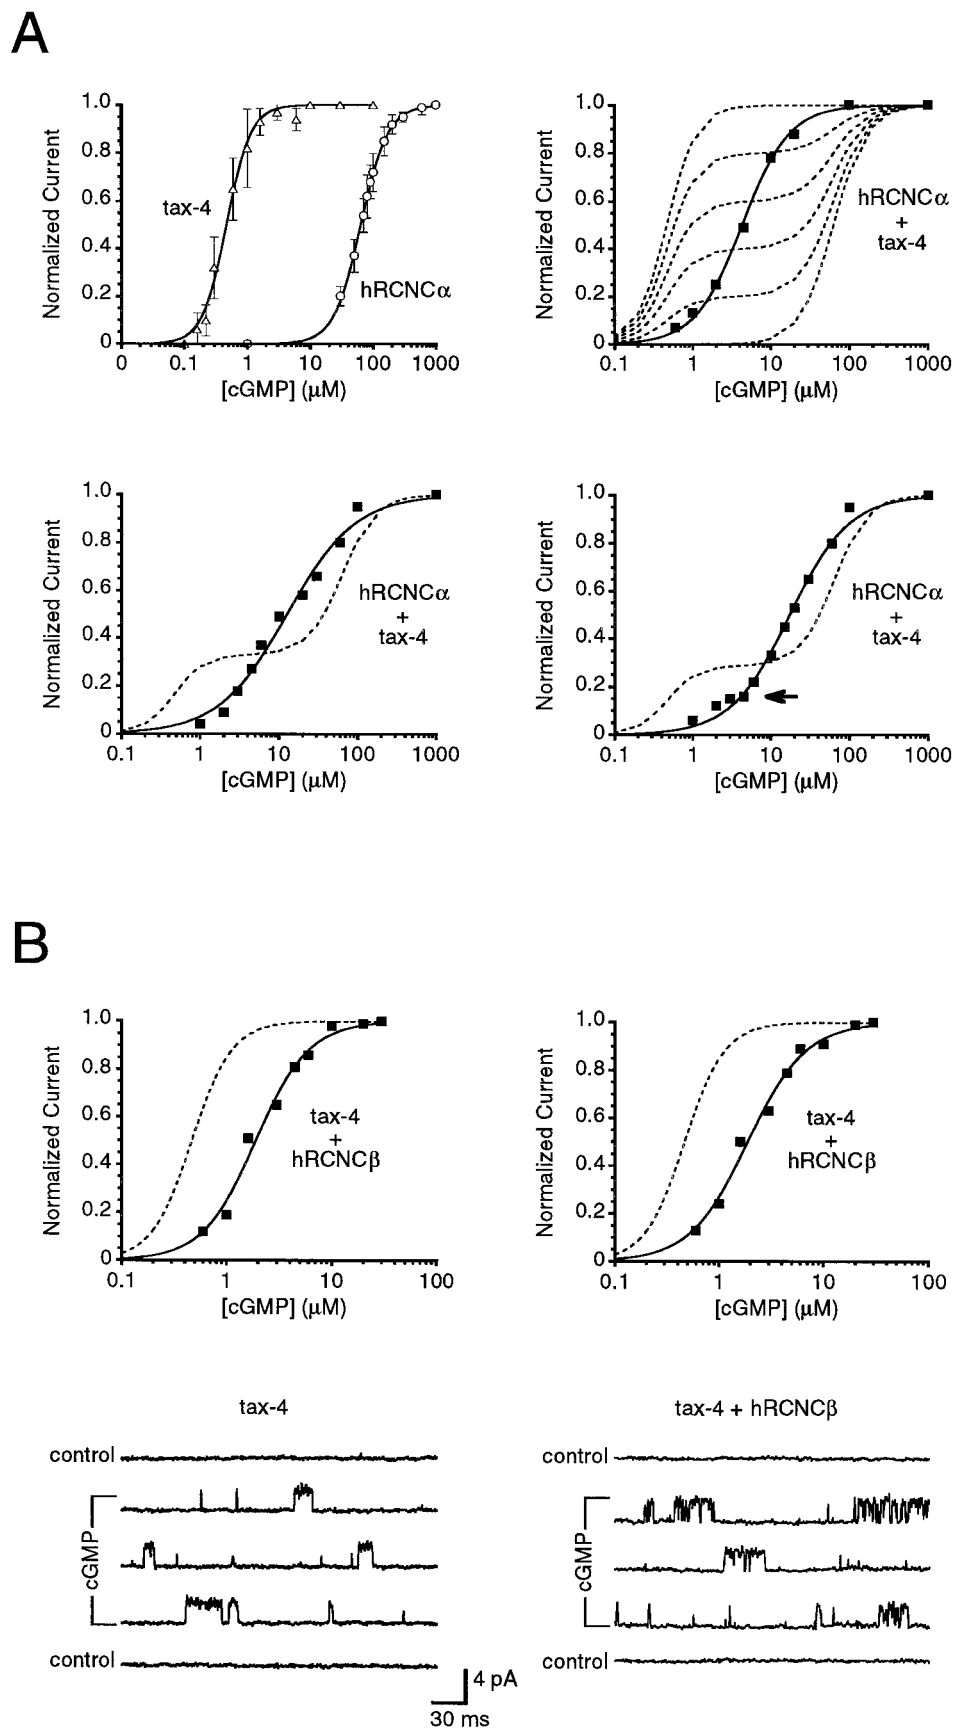 A
1.0
0.8
0.6
0.4
0.2
0
Normalized Current
tax-4
hRCNCα
0 0.1 1 10 100 1000
[cGMP] (μM)
1.0
0.8
0.6
0.4
0.2
0
Normalized Current
hRCNCα
+
tax-4
0.1 1 10 100 1000
[cGMP] (μM)
1.0
0.8
0.6
0.4
0.2
0
Normalized Current
hRCNCα
+
tax-4
0.1 1 10 100 1000
[cGMP] (μM)
1.0
0.8
0.6
0.4
0.2
0
Normalized Current
hRCNCα
+
tax-4
0.1 1 10 100 1000
[cGMP] (μM)
B
1.0
0.8
0.6
0.4
0.2
0
Normalized Current
tax-4
+
hRCNCβ
0.1 1 10 100
[cGMP] (μM)
1.0
0.8
0.6
0.4
0.2
0
Normalized Current
tax-4
+
hRCNCβ
0.1 1 10 100
[cGMP] (μM)
tax-4
control
cGMP
control
tax-4 + hRCNCβ
control
cGMP
control
4 pA
30 ms